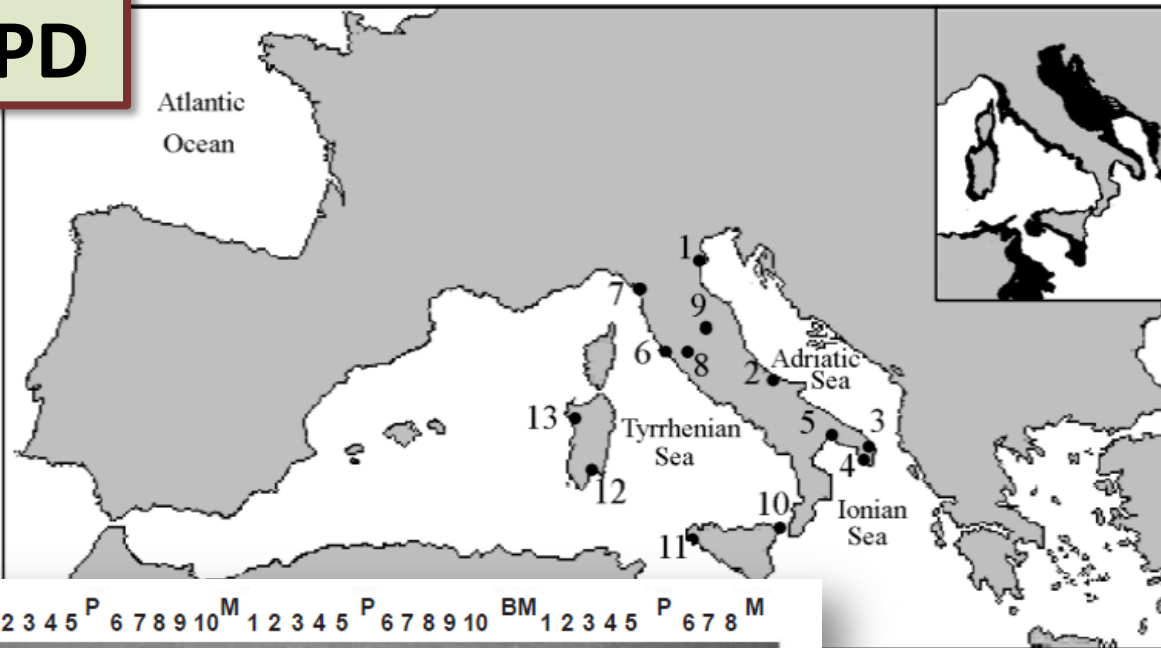 PD
Atlantic
Ocean
1
7
9
6
8
2
Adriatic
Sea
13
Tyrrhenian
Sea
5
3
4
12
10
Ionian
Sea
11
2 3 4 5 P 6 7 8 9 10 M 1 2 3 4 5 P 6 7 8 9 10 BM 1 2 3 4 5 P 6 7 8 M